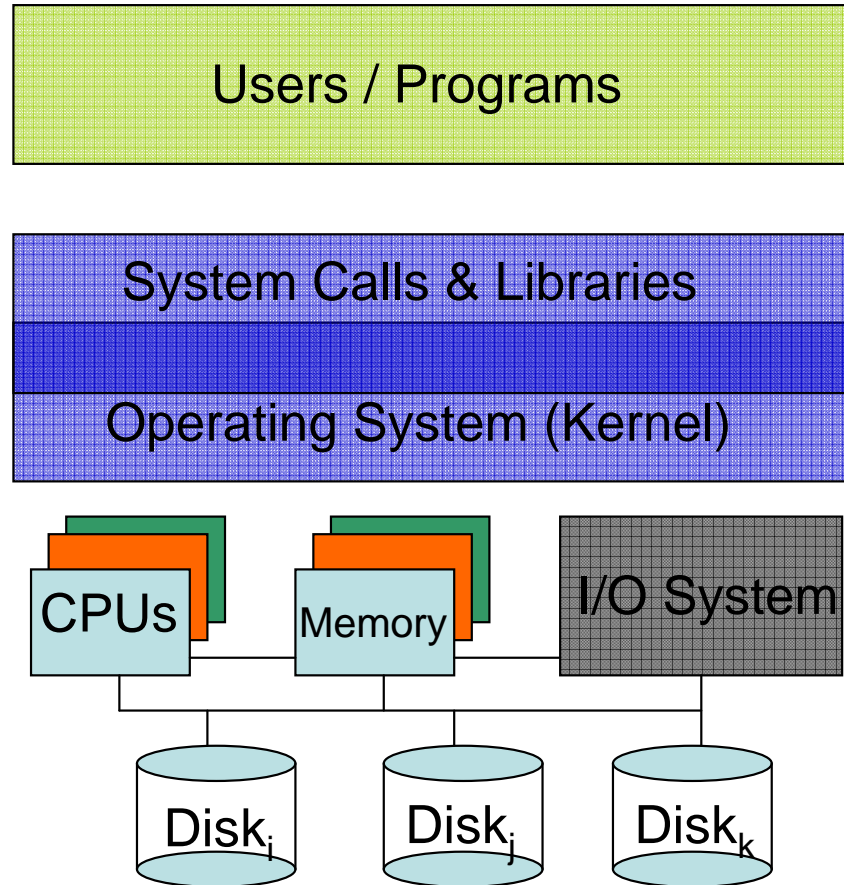 Users / Programs
System Calls & Libraries
Operating System (Kernel)
CPUs
Memory
I/O System
Diskᵢ
Diskⱼ
Diskₖ